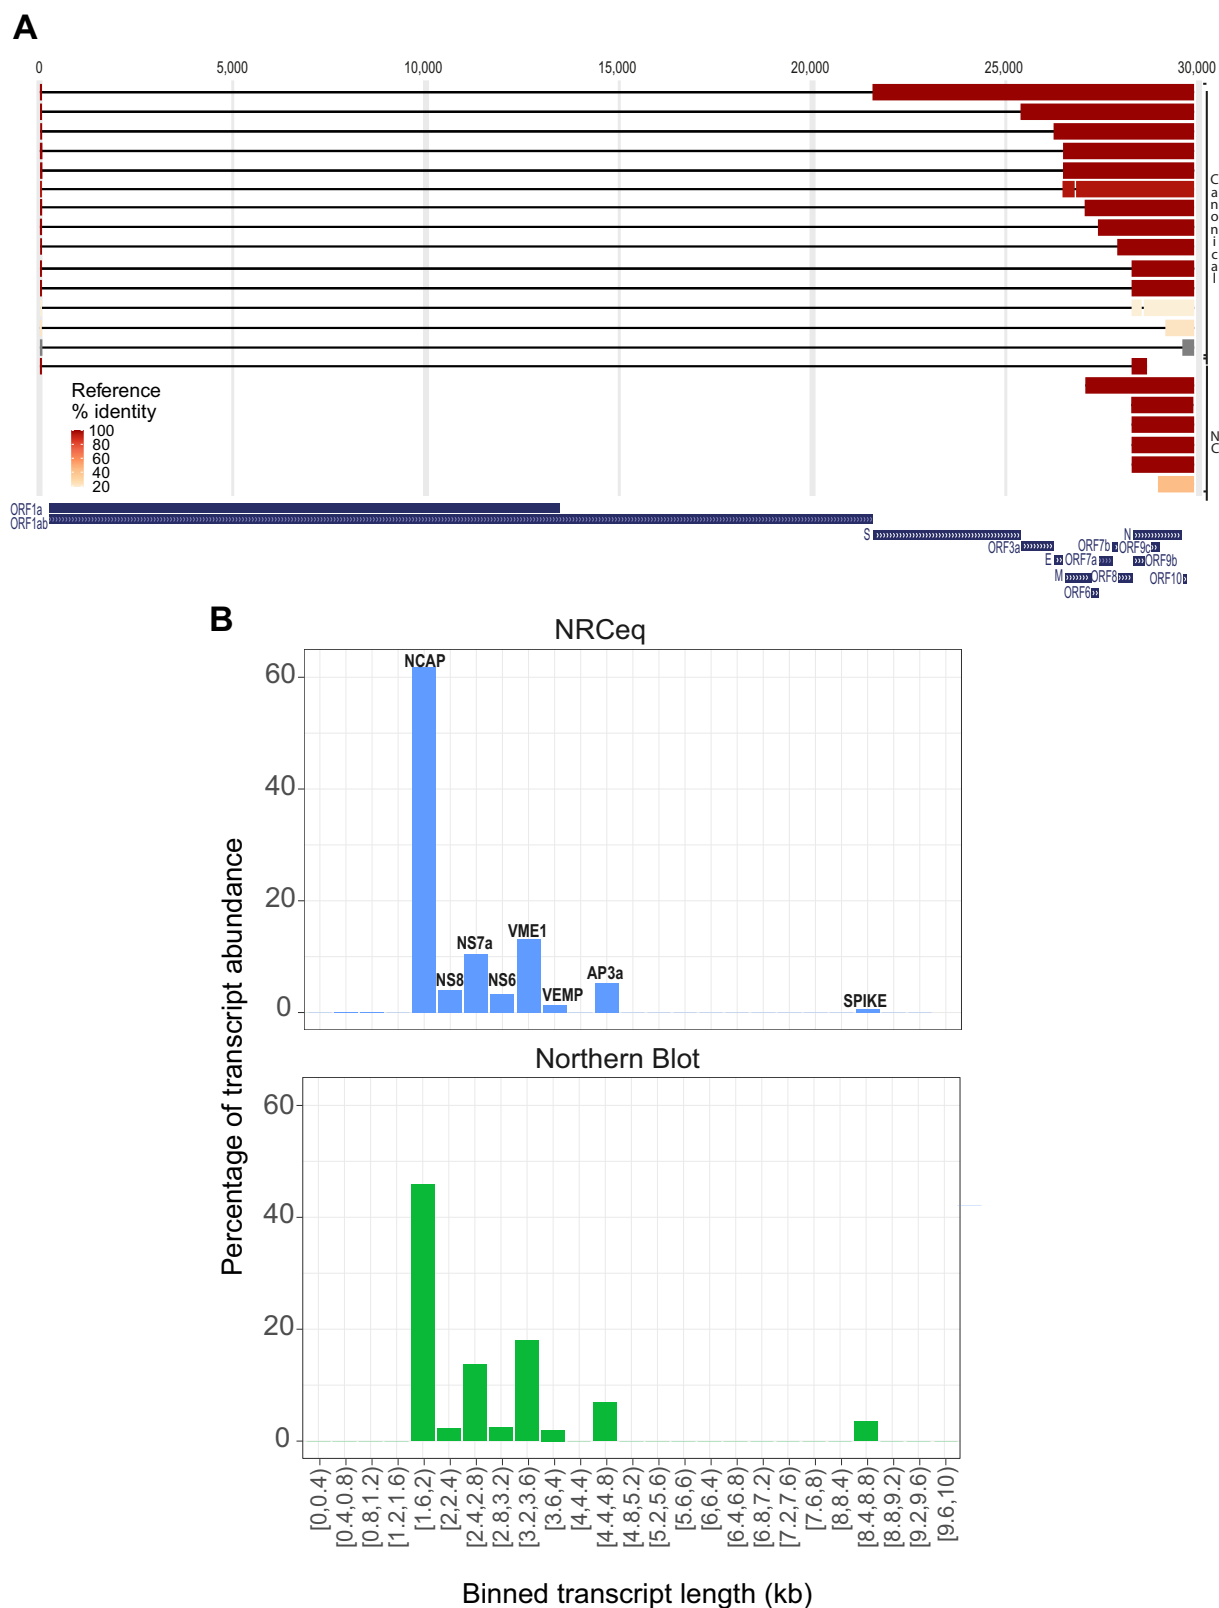 A
0 5,000 10,000 15,000 20,000 25,000 30,000
Canonical
NC
Reference
% identity
100
80
60
40
20
ORF1a
ORF1ab
S
ORF3a
E
M
ORF6
ORF7a
ORF7b
ORF8
N
ORF9c
ORF9b
ORF10
B
NRCeq
Percentage of transcript abundance
60
40
20
0
NCAP
NS8
NS7a
NS6
VME1
VEMP
AP3a
SPIKE
Northern Blot
60
40
20
0
[0,0.4)
[0.4,0.8)
[0.8,1.2)
[1.2,1.6)
[1.6,2)
[2,2.4)
[2.4,2.8)
[2.8,3.2)
[3.2,3.6)
[3.6,4)
[4,4.4)
[4.4,4.8)
[4.8,5.2)
[5.2,5.6)
[5.6,6)
[6,6.4)
[6.4,6.8)
[6.8,7.2)
[7.2,7.6)
[7.6,8)
[8,8.4)
[8.4,8.8)
[8.8,9.2)
[9.2,9.6)
[9.6,10)
Binned transcript length (kb)